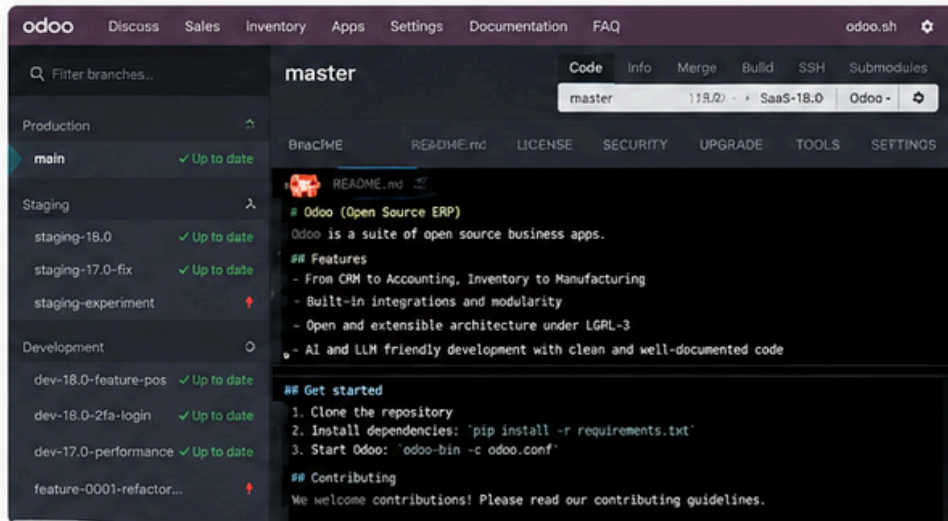 odoo Discass Sales Inventory Apps Settings Documentation FAQ odoo.sh
Fitter branches...
Production
main Up to date
Staging
staging-18.0 Up to date
staging-17.0-fix Up to date
staging-experiment
Development
dev-18.0-feature-pos Up to date
dev-18.0-2fa-login Up to date
dev-17.0-performance Up to date
feature-0001-refactor...
master
Code Info Merge Build SSH Submodules
master SaaS-18.0 Odoo -
README.md LICENSE SECURITY UPGRADE TOOLS SETTINGS
README.md
# Odoo (Open Source ERP)
Odoo is a suite of open source business apps.
## Features
- From CRM to Accounting, Inventory to Manufacturing
- Built-in integrations and modularity
- Open and extensible architecture under LGRL-3
- AI and LLM friendly development with clean and well-documented code
## Get started
1. Clone the repository
2. Install dependencies: `pip install -r requirements.txt`
3. Start Odoo: `odoo-bin -c odoo.conf`
## Contributing
We welcome contributions! Please read our contributing guidelines.